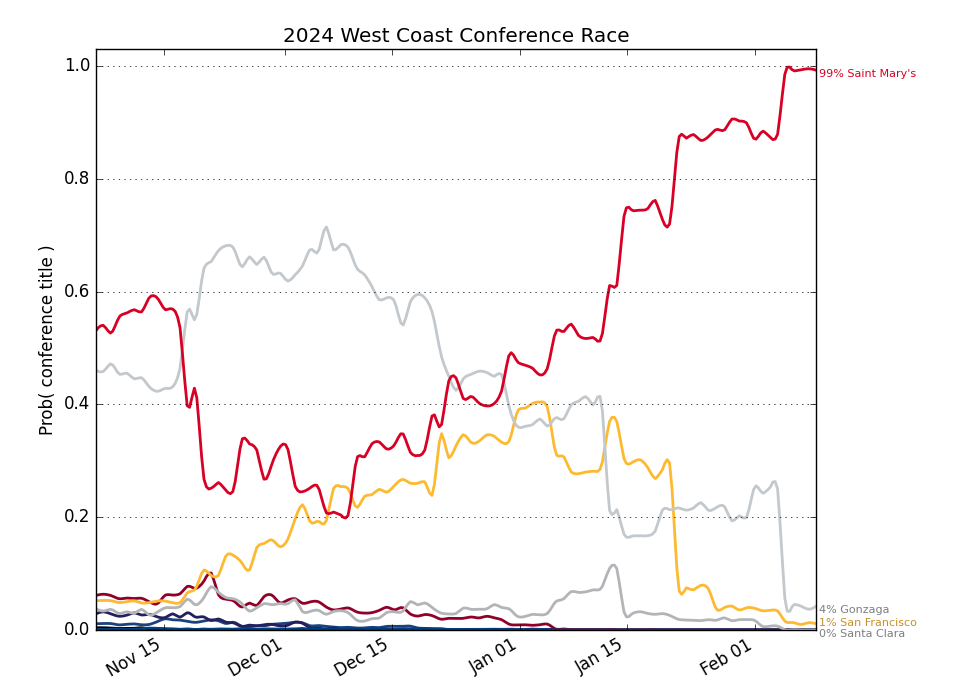 2024 West Coast Conference Race
Prob( conference title )
1.0
0.8
0.6
0.4
0.2
0.0
Nov 15
Dec 01
Dec 15
Jan 01
Jan 15
Feb 01
99% Saint Mary's
4% Gonzaga
1% San Francisco
0% Santa Clara